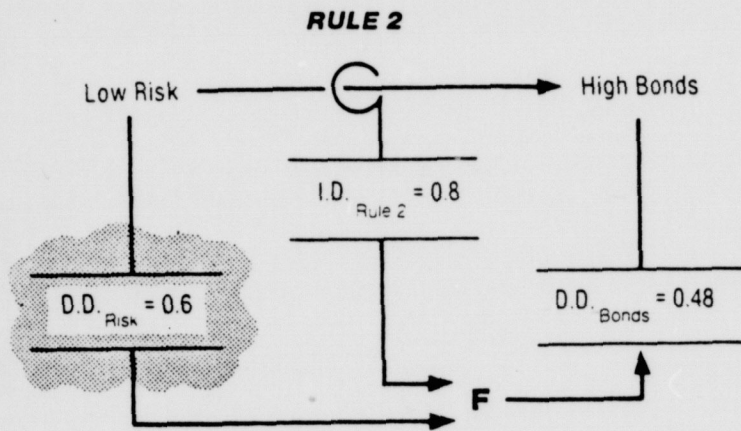 RULE 2
Low Risk
High Bonds
I.D. Rule 2 = 0.8
D.D. Risk = 0.6
D.D. Bonds = 0.48
F